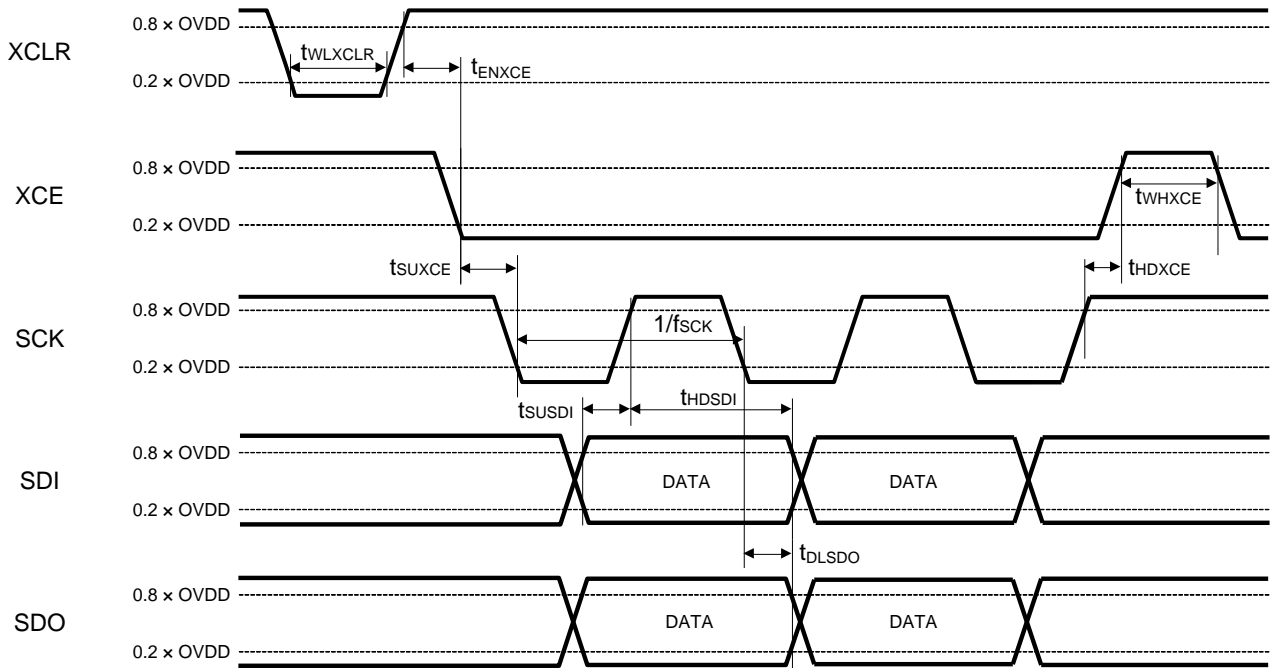 XCLR
0.8 × OVDD
0.2 × OVDD
tWLXCLR
tENXCE
XCE
0.8 × OVDD
0.2 × OVDD
tWHXCE
tSUXCE
tHDXCE
SCK
0.8 × OVDD
0.2 × OVDD
1/fSCK
tSUSDI
tHDSDI
SDI
0.8 × OVDD
0.2 × OVDD
DATA
DATA
tDLSDO
SDO
0.8 × OVDD
0.2 × OVDD
DATA
DATA